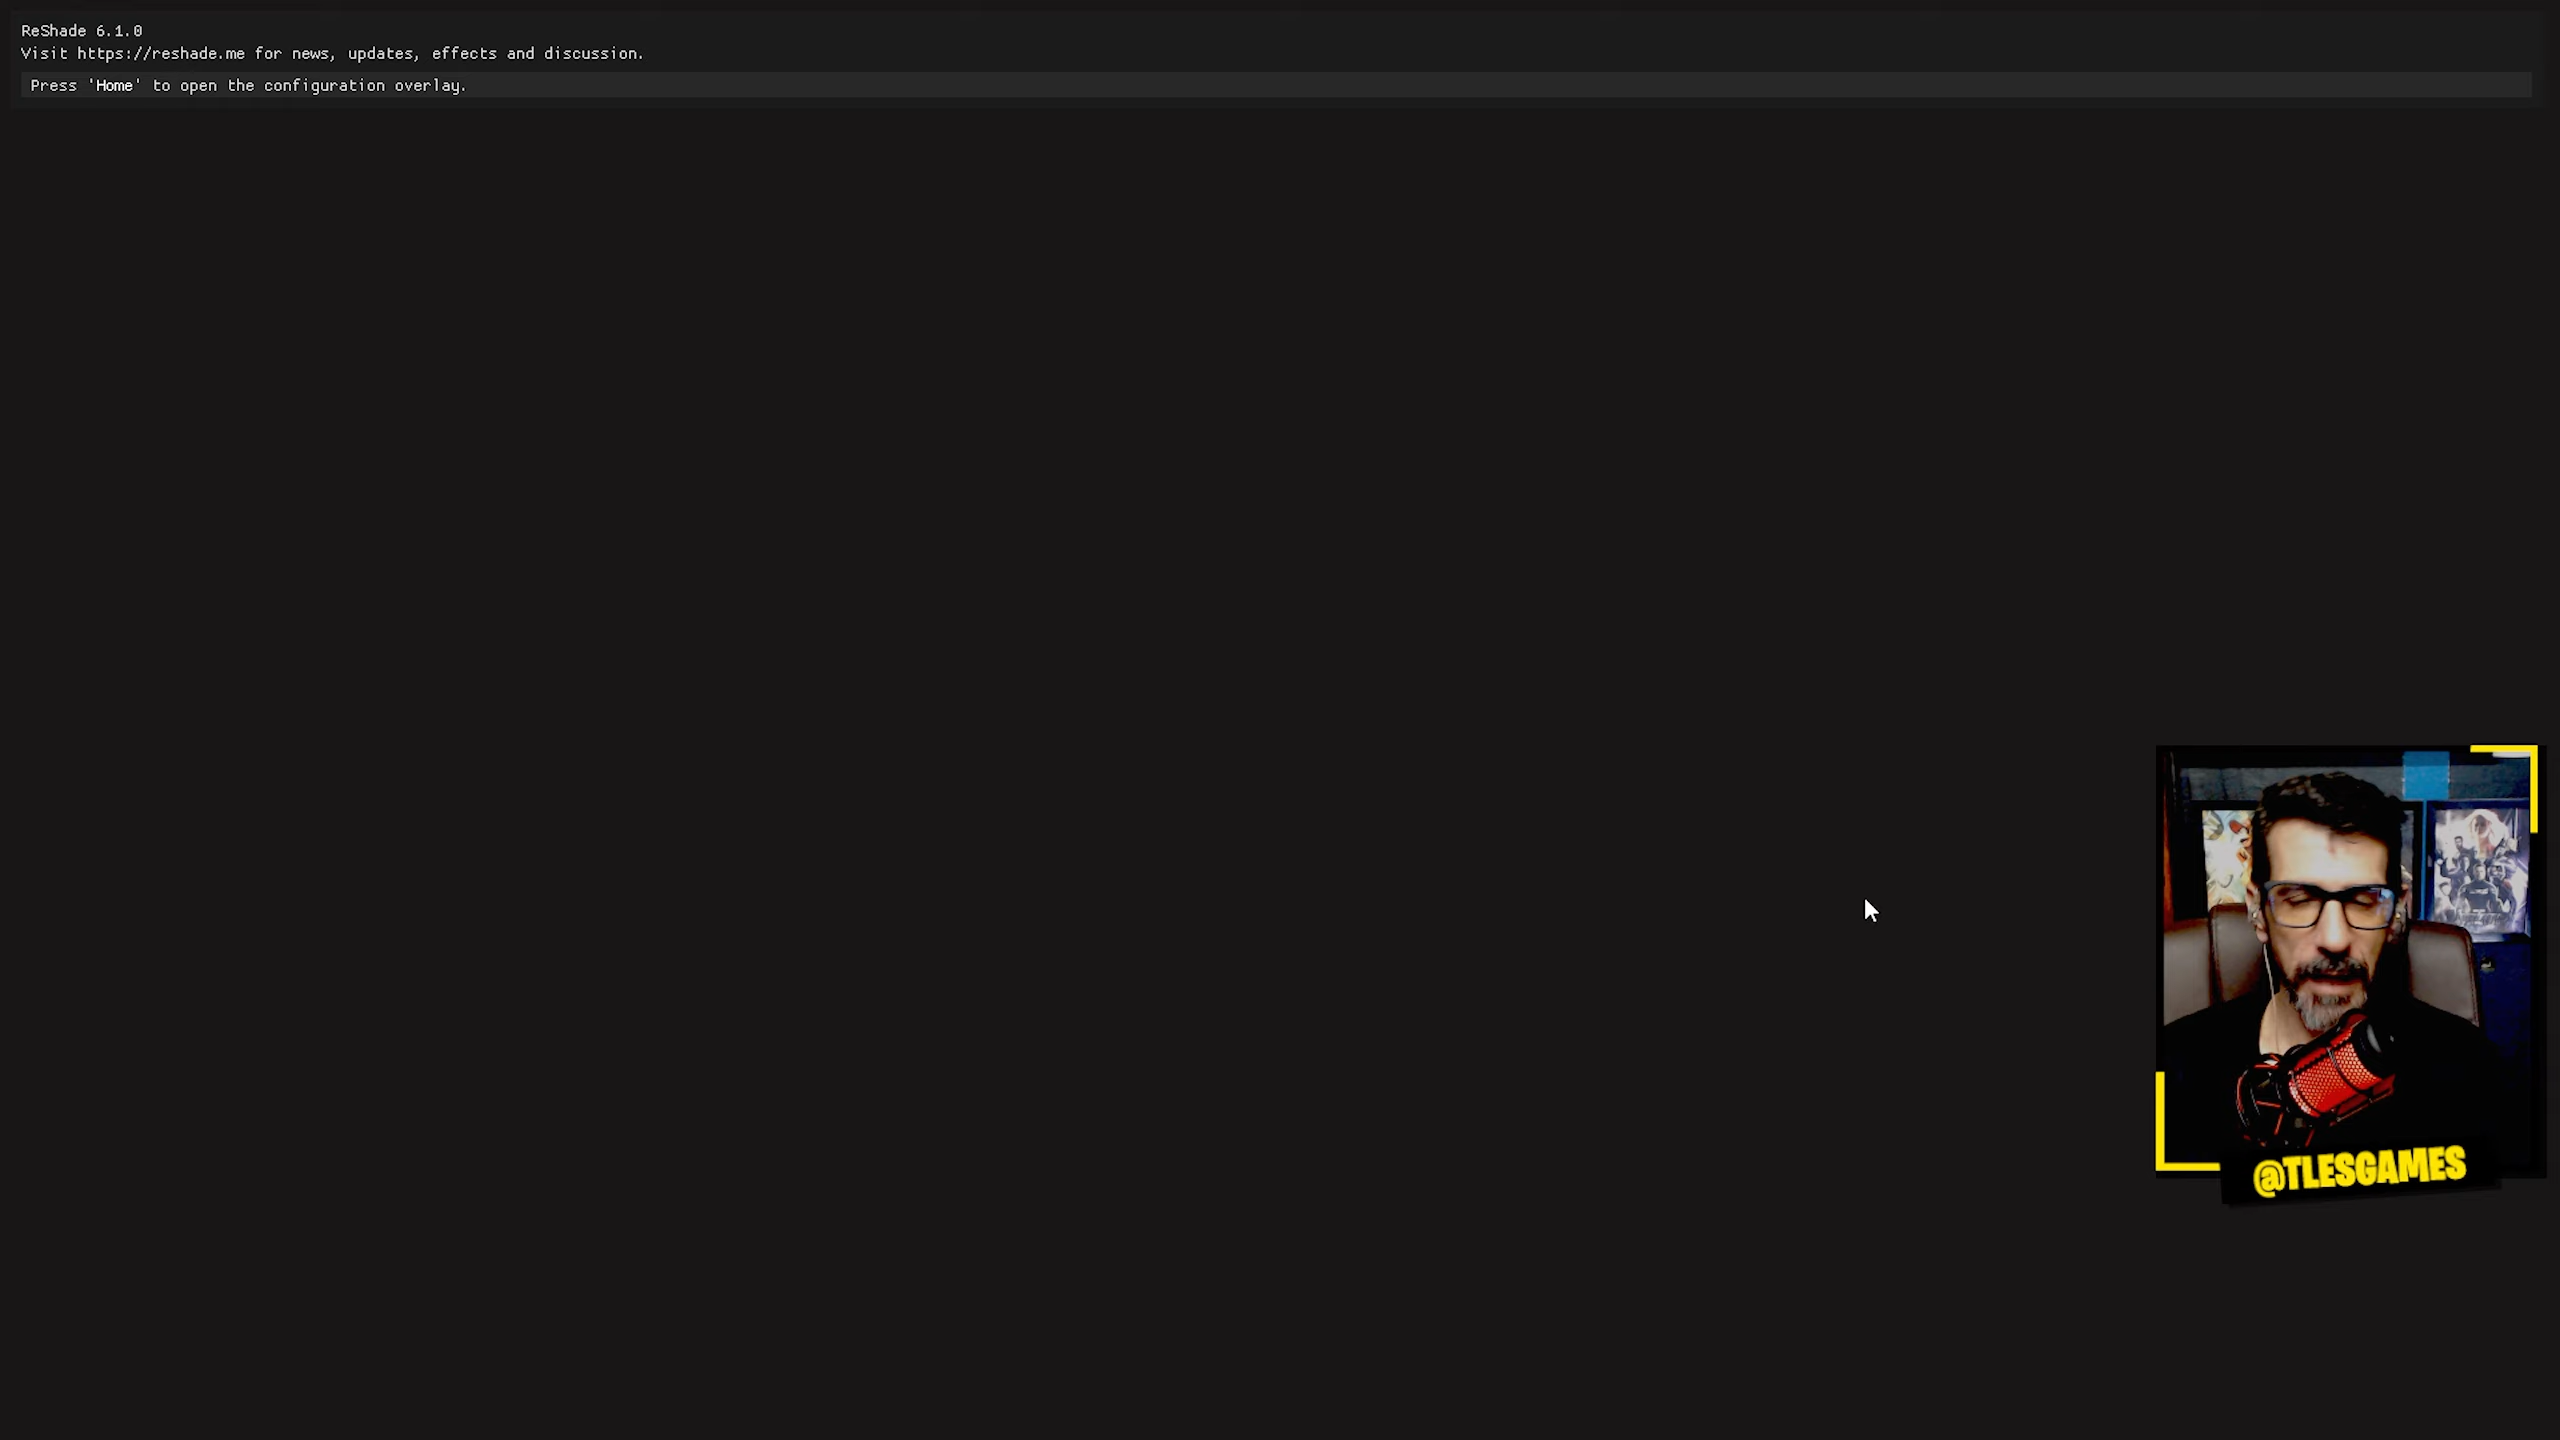 ReShade 6.1.0
Visit https://reshade.me for news, updates, effects and discussion.
Press 'Home' to open the configuration overlay.
@TLESGAMES